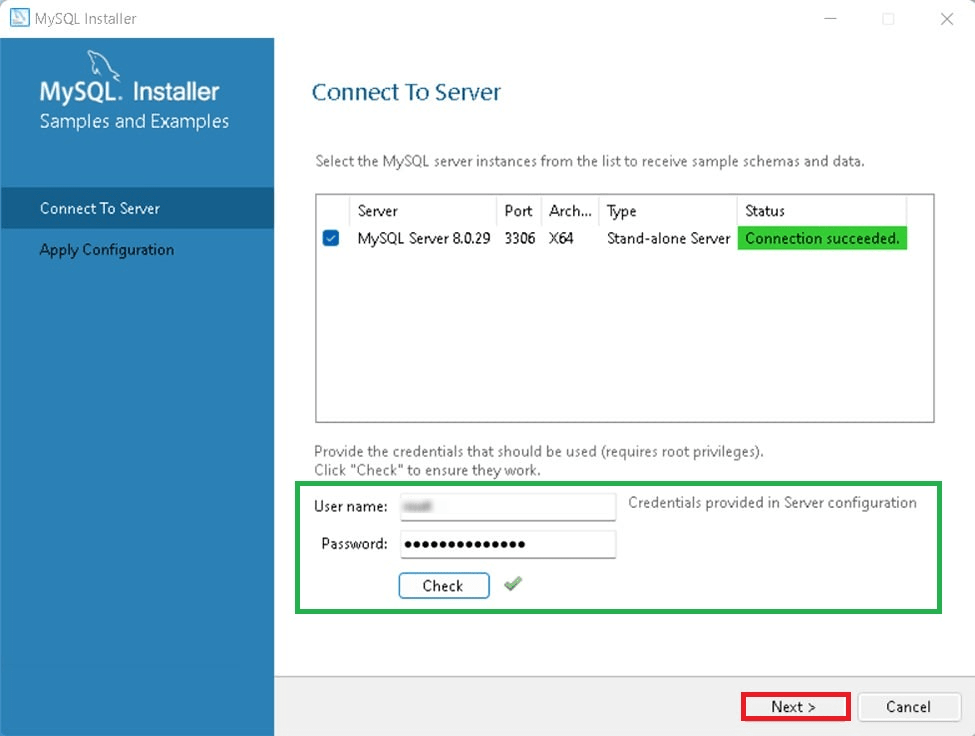 MySQL Installer
MySQL. Installer
Samples and Examples
Connect To Server
Apply Configuration
Connect To Server
Select the MySQL server instances from the list to receive sample schemas and data.
Server Port Arch... Type Status
MySQL Server 8.0.29 3306 X64 Stand-alone Server Connection succeeded.
Provide the credentials that should be used (requires root privileges).
Click "Check" to ensure they work.
User name: Credentials provided in Server configuration
Password: ●●●●●●●●●●●●●●
Check
Next > Cancel